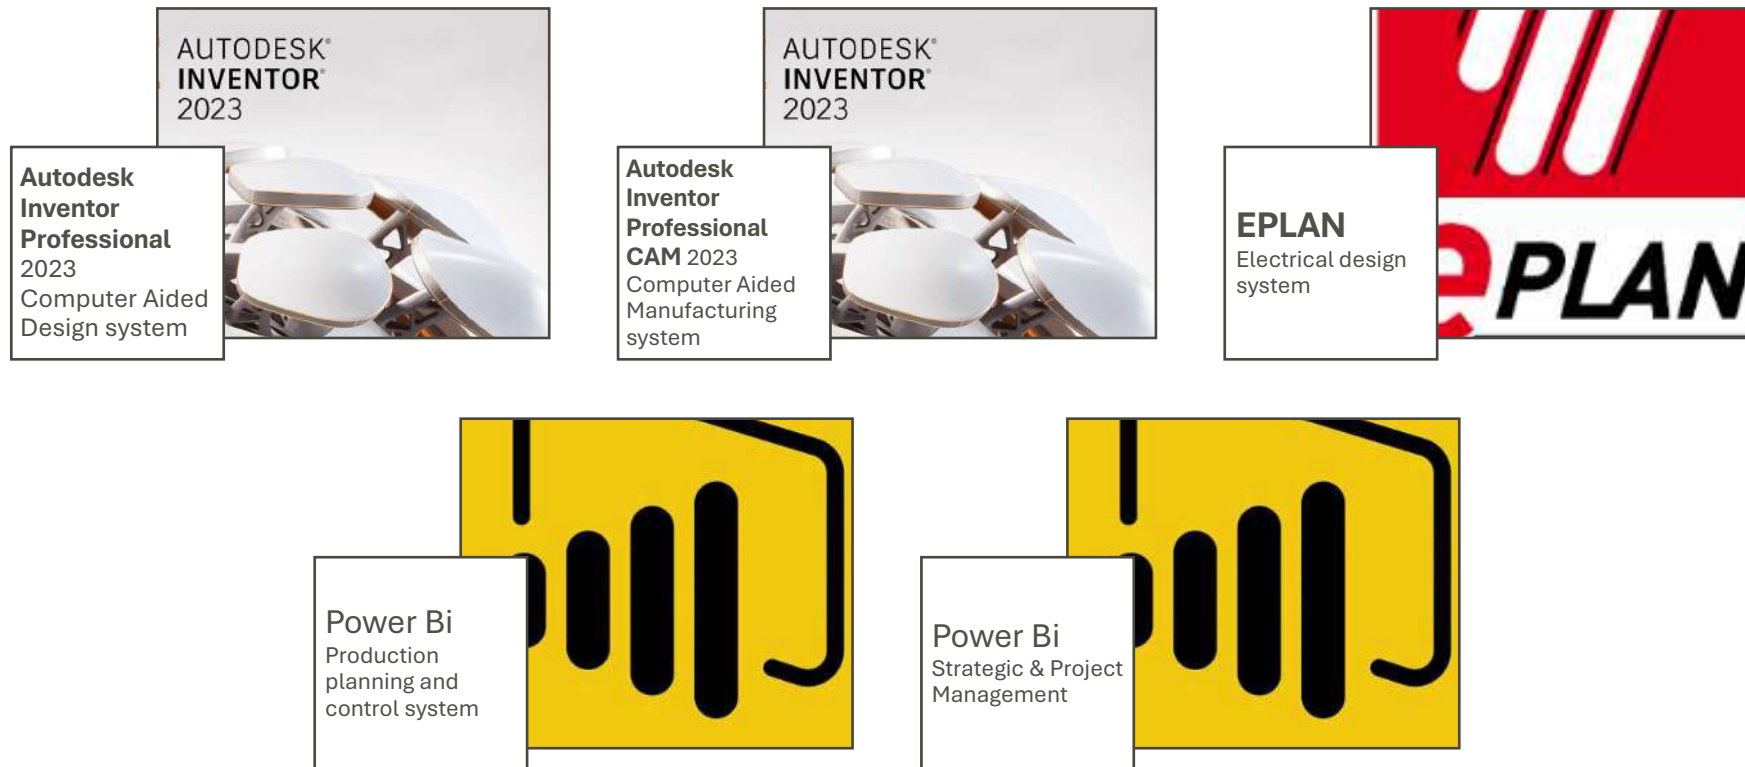 AUTODESK®
INVENTOR®
2023
Autodesk
Inventor
Professional
2023
Computer Aided
Design system
AUTODESK®
INVENTOR®
2023
Autodesk
Inventor
Professional
CAM 2023
Computer Aided
Manufacturing
system
EPLAN
Electrical design
system
ePLAN
Power Bi
Production
planning and
control system
Power Bi
Strategic & Project
Management